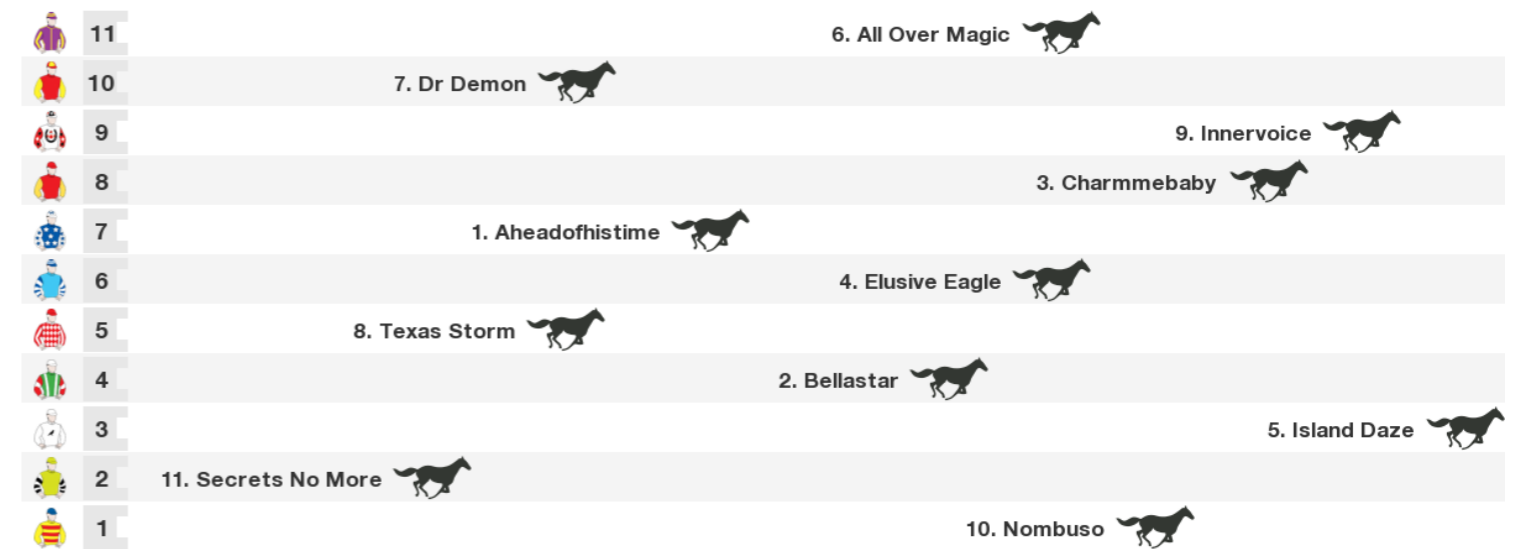 11 6. All Over Magic
10 7. Dr Demon
9 9. Innervoice
8 3. Charmmebaby
7 1. Aheadofhistime
6 4. Elusive Eagle
5 8. Texas Storm
4 2. Bellastar
3 5. Island Daze
2 11. Secrets No More
1 10. Nombuso